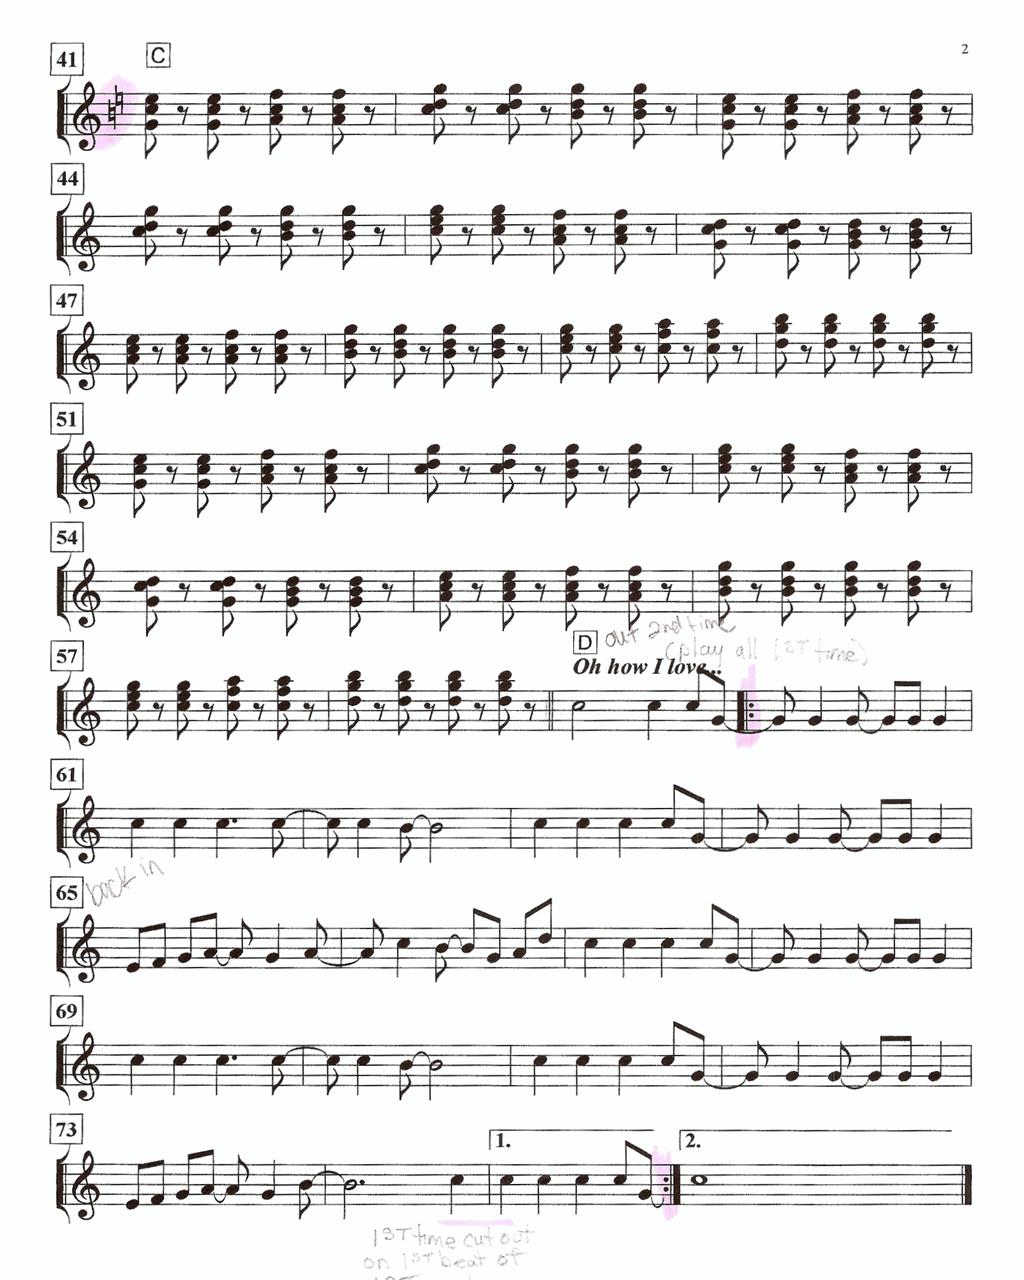 2
41
C
44
47
51
54
57
D out 2nd time
(play all 1ST time)
Oh how I love...
61
back in
65
69
73
1.
2.
1ST time cut out
on 1ST beat of